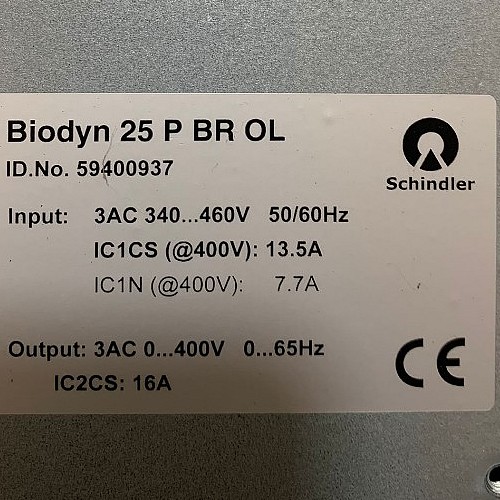 Biodyn 25 P BR OL
ID.No. 59400937
Schindler
Input: 3AC 340...460V 50/60Hz
IC1CS (@400V): 13.5A
IC1N (@400V): 7.7A
Output: 3AC 0...400V 0...65Hz
IC2CS: 16A
CE